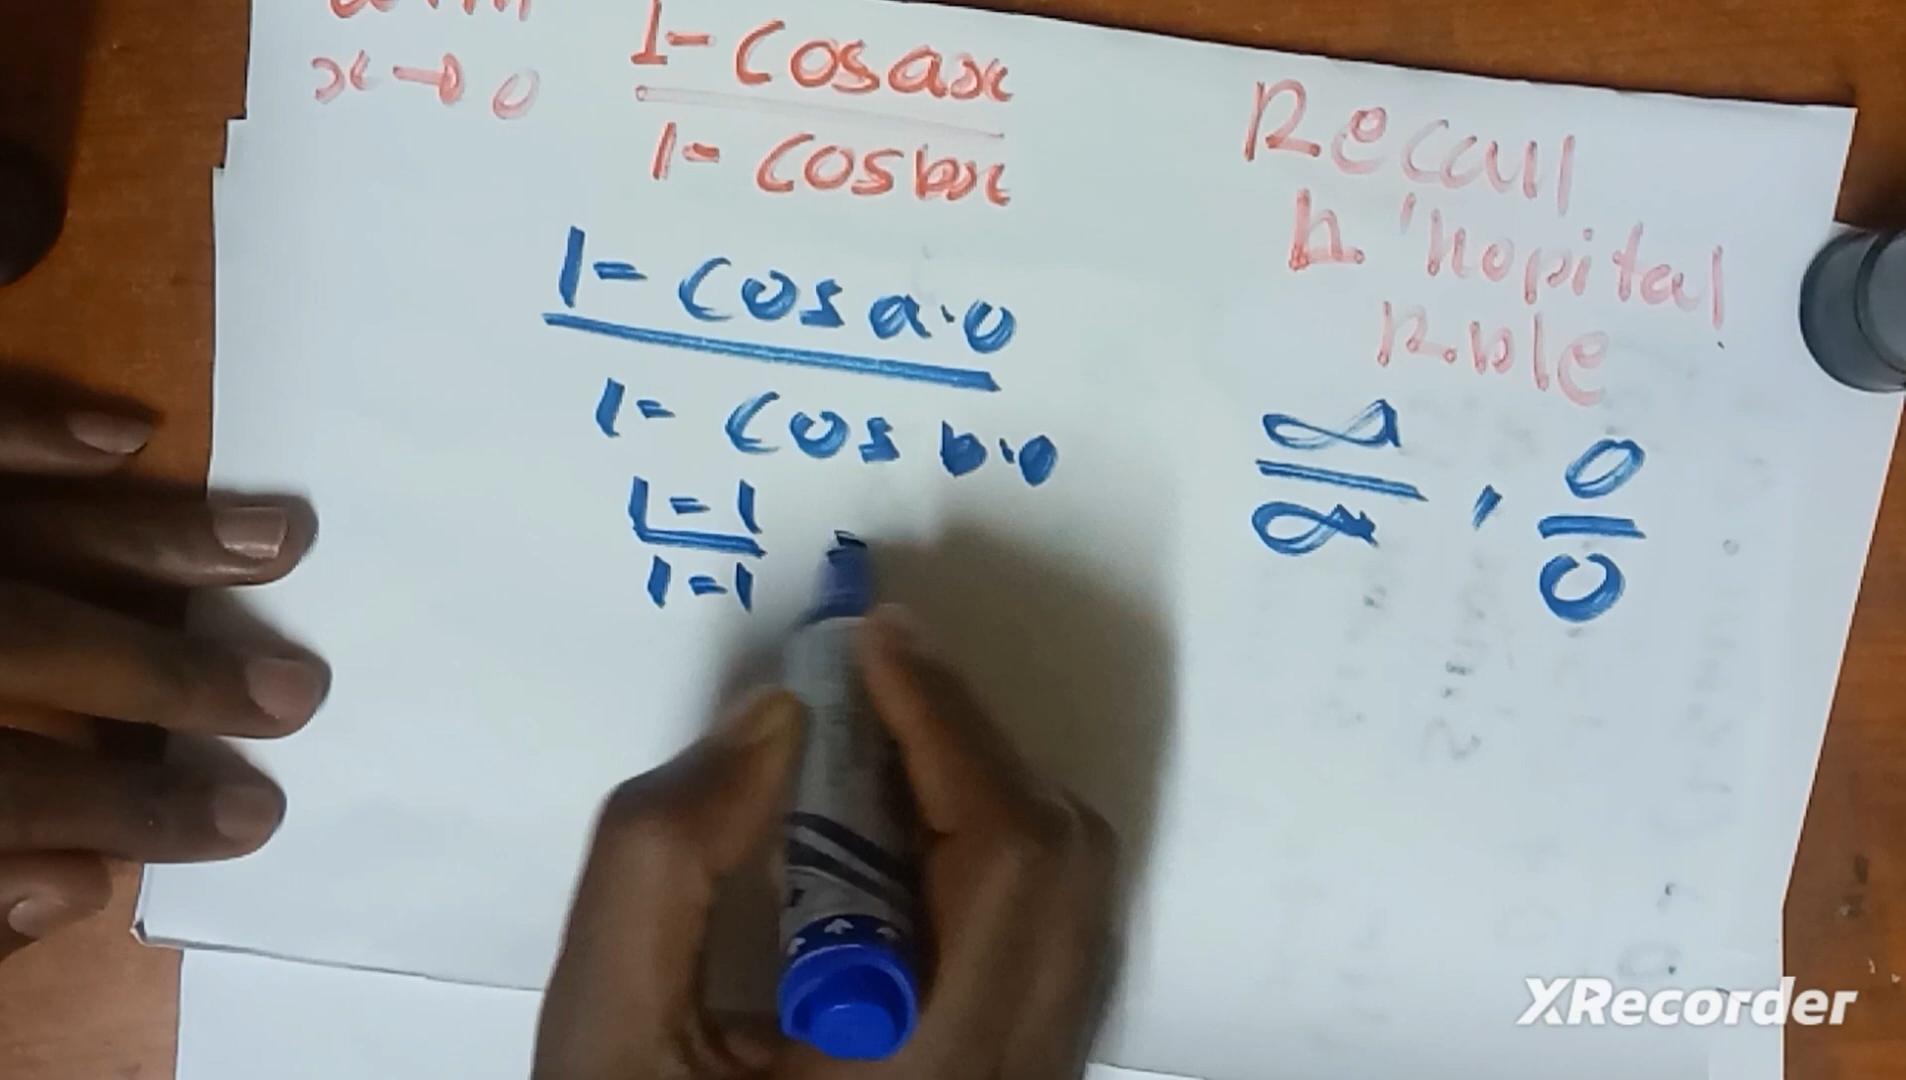 x → 0
1 - Cosax
1 - Cosbx
1 - Cos a·0
1 - Cos b·0
1 - 1
1 - 1
Recall
L'hopital
Rule
∞
∞
,
0
0
XRecorder